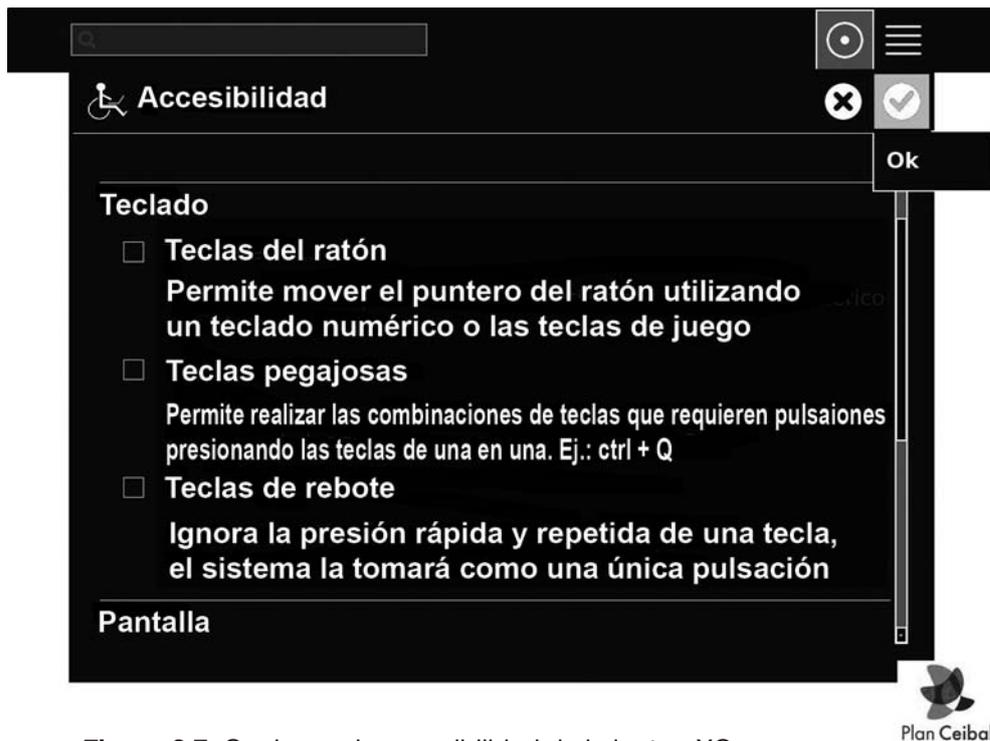 Accesibilidad
Ok
Teclado
Teclas del ratón
Permite mover el puntero del ratón utilizando
un teclado numérico o las teclas de juego
Teclas pegajosas
Permite realizar las combinaciones de teclas que requieren pulsaiones
presionando las teclas de una en una. Ej.: ctrl + Q
Teclas de rebote
Ignora la presión rápida y repetida de una tecla,
el sistema la tomará como una única pulsación
Pantalla
Plan Ceibal